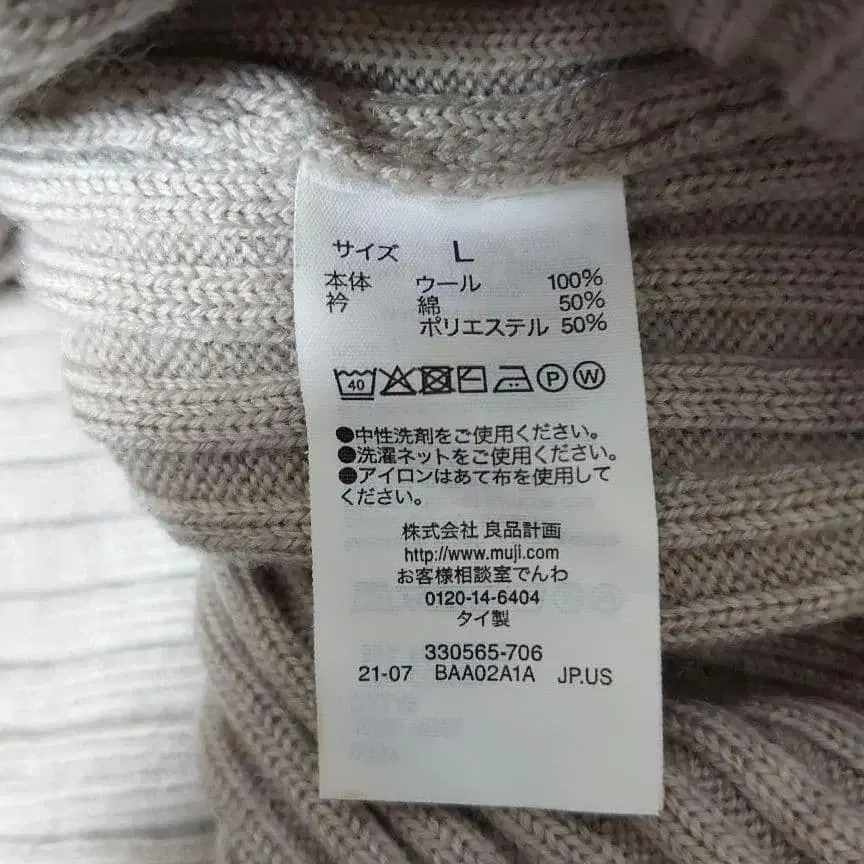 サイズ L
本体 ウール 100%
衿 綿 50%
ポリエステル 50%
40 P W
●中性洗剤をご使用ください。
●洗濯ネットをご使用ください。
●アイロンはあて布を使用して
ください。
株式会社 良品計画
http://www.muji.com
お客様相談室でんわ
0120-14-6404
タイ製
330565-706
21-07 BAA02A1A JP.US